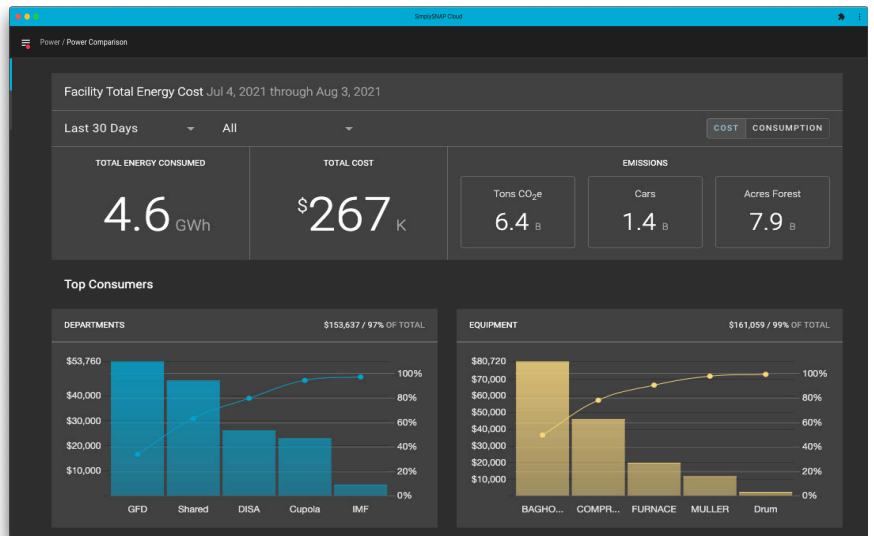 SimplySNAP Cloud
Power / Power Comparison
Facility Total Energy Cost Jul 4, 2021 through Aug 3, 2021
Last 30 Days All COST CONSUMPTION
TOTAL ENERGY CONSUMED TOTAL COST EMISSIONS
Tons CO₂e Cars Acres Forest
4.6 GWh $267 K 6.4 B 1.4 B 7.9 B
Top Consumers
DEPARTMENTS $153,637 / 97% OF TOTAL
$53,760
$40,000
$30,000
$20,000
$10,000
100%
80%
60%
40%
20%
0%
GFD Shared DISA Cupola IMF
EQUIPMENT $161,059 / 99% OF TOTAL
$80,720
$70,000
$60,000
$50,000
$40,000
$30,000
$20,000
$10,000
100%
80%
60%
40%
20%
0%
BAGHO... COMPR... FURNACE MULLER Drum